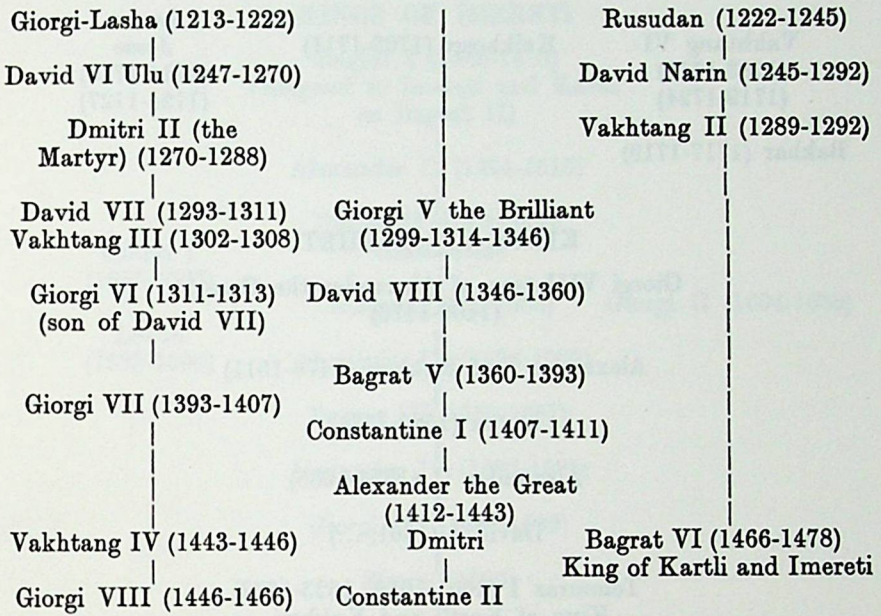 Giorgi-Lasha (1213-1222) Rusudan (1222-1245)
David VI Ulu (1247-1270) David Narin (1245-1292)
Dmitri II (the Vakhtang II (1289-1292)
Martyr) (1270-1288)
David VII (1293-1311) Giorgi V the Brilliant
Vakhtang III (1302-1308) (1299-1314-1346)
Giorgi VI (1311-1313) David VIII (1346-1360)
(son of David VII)
Bagrat V (1360-1393)
Giorgi VII (1393-1407)
Constantine I (1407-1411)
Alexander the Great
(1412-1443)
Vakhtang IV (1443-1446) Dmitri Bagrat VI (1466-1478)
King of Kartli and Imereti
Giorgi VIII (1446-1466) Constantine II